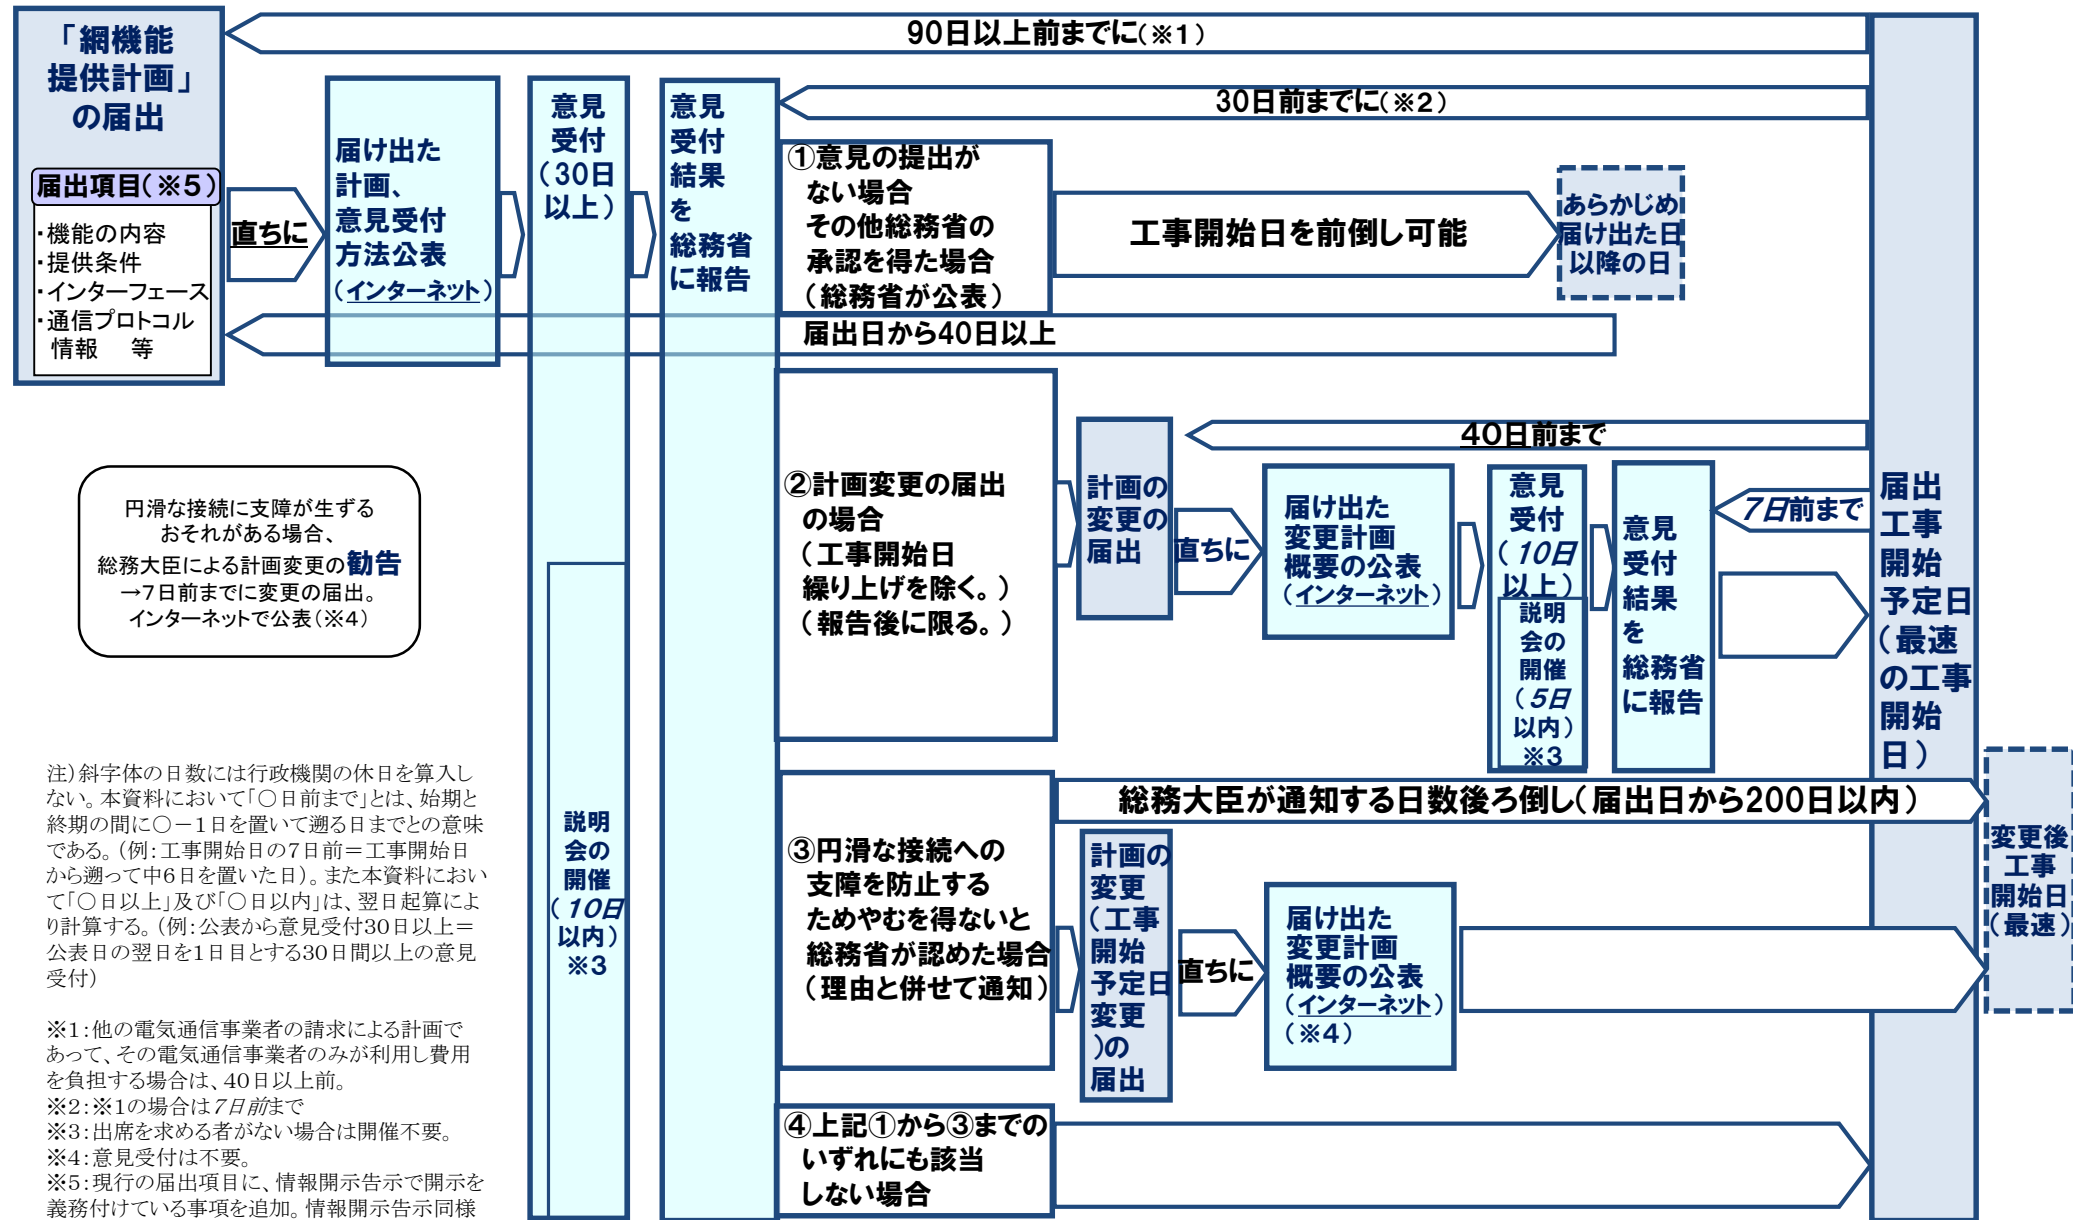 「網機能
提供計画」
の届出
届出項目(※5)
・機能の内容
・提供条件
・インターフェース
・通信プロトコル
情報　等
90日以上前までに(※1)
直ちに
届け出た
計画、
意見受付
方法公表
(インターネット)
意見
受付
(30日
以上)
説明
会の
開催
(10日
以内)
※3
意見
受付
結果
を
総務省
に報告
30日前までに(※2)
①意見の提出が
ない場合
その他総務省の
承認を得た場合
(総務省が公表)
工事開始日を前倒し可能
あらかじめ
届け出た日
以降の日
届出日から40日以上
②計画変更の届出
の場合
(工事開始日
繰り上げを除く。)
(報告後に限る。)
計画の
変更の
届出
40日前まで
直ちに
届け出た
変更計画
概要の公表
(インターネット)
意見
受付
(10日
以上)
説明
会の
開催
(5日
以内)
※3
意見
受付
結果
を
総務省
に報告
7日前まで
届出
工事
開始
予定日
(最速
の工事
開始
日)
円滑な接続に支障が生ずる
おそれがある場合、
総務大臣による計画変更の勧告
→7日前までに変更の届出。
インターネットで公表(※4)
総務大臣が通知する日数後ろ倒し(届出日から200日以内)
③円滑な接続への
支障を防止する
ためやむを得ないと
総務省が認めた場合
(理由と併せて通知)
計画の
変更
(工事
開始
予定日
変更
)の
届出
直ちに
届け出た
変更計画
概要の公表
(インターネット)
(※4)
変更後
工事
開始日
(最速)
④上記①から③までの
いずれにも該当
しない場合
注)斜字体の日数には行政機関の休日を算入し
ない。本資料において「○日前まで」とは、始期と
終期の間に○－1日を置いて遡る日までとの意味
である。(例:工事開始日の7日前＝工事開始日
から遡って中6日を置いた日)。また本資料におい
て「○日以上」及び「○日以内」は、翌日起算によ
り計算する。(例:公表から意見受付30日以上＝
公表日の翌日を1日目とする30日間以上の意見
受付)
※1:他の電気通信事業者の請求による計画で
あって、その電気通信事業者のみが利用し費用
を負担する場合は、40日以上前。
※2:※1の場合は7日前まで
※3:出席を求める者がない場合は開催不要。
※4:意見受付は不要。
※5:現行の届出項目に、情報開示告示で開示を
義務付けている事項を追加。情報開示告示同様